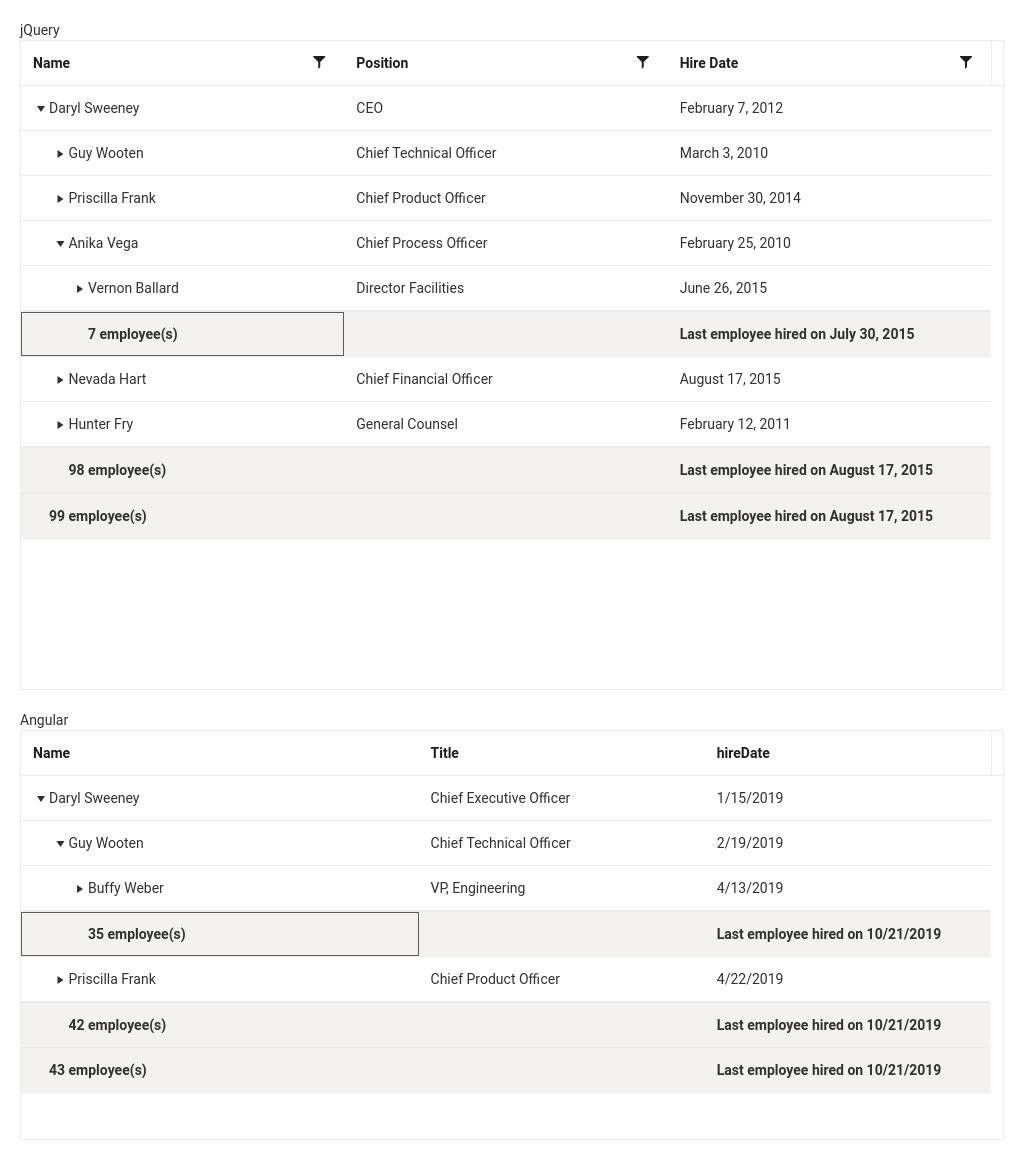 jQuery
Name Position Hire Date
Daryl Sweeney CEO February 7, 2012
Guy Wooten Chief Technical Officer March 3, 2010
Priscilla Frank Chief Product Officer November 30, 2014
Anika Vega Chief Process Officer February 25, 2010
Vernon Ballard Director Facilities June 26, 2015
7 employee(s) Last employee hired on July 30, 2015
Nevada Hart Chief Financial Officer August 17, 2015
Hunter Fry General Counsel February 12, 2011
98 employee(s) Last employee hired on August 17, 2015
99 employee(s) Last employee hired on August 17, 2015
Angular
Name Title hireDate
Daryl Sweeney Chief Executive Officer 1/15/2019
Guy Wooten Chief Technical Officer 2/19/2019
Buffy Weber VP, Engineering 4/13/2019
35 employee(s) Last employee hired on 10/21/2019
Priscilla Frank Chief Product Officer 4/22/2019
42 employee(s) Last employee hired on 10/21/2019
43 employee(s) Last employee hired on 10/21/2019